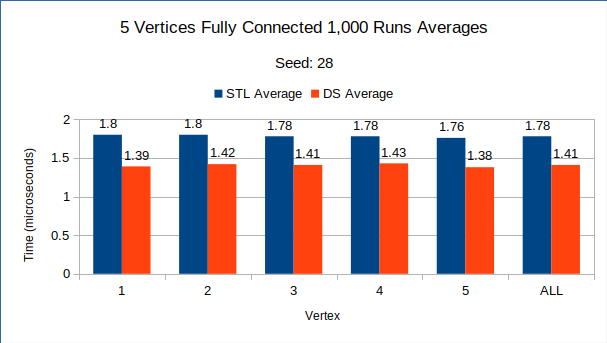 5 Vertices Fully Connected 1,000 Runs Averages
Seed: 28
STL Average DS Average
Time (microseconds)
2
1.5
1
0.5
0
1.8 1.39 1.8 1.42 1.78 1.41 1.78 1.43 1.76 1.38 1.78 1.41
1 2 3 4 5 ALL
Vertex